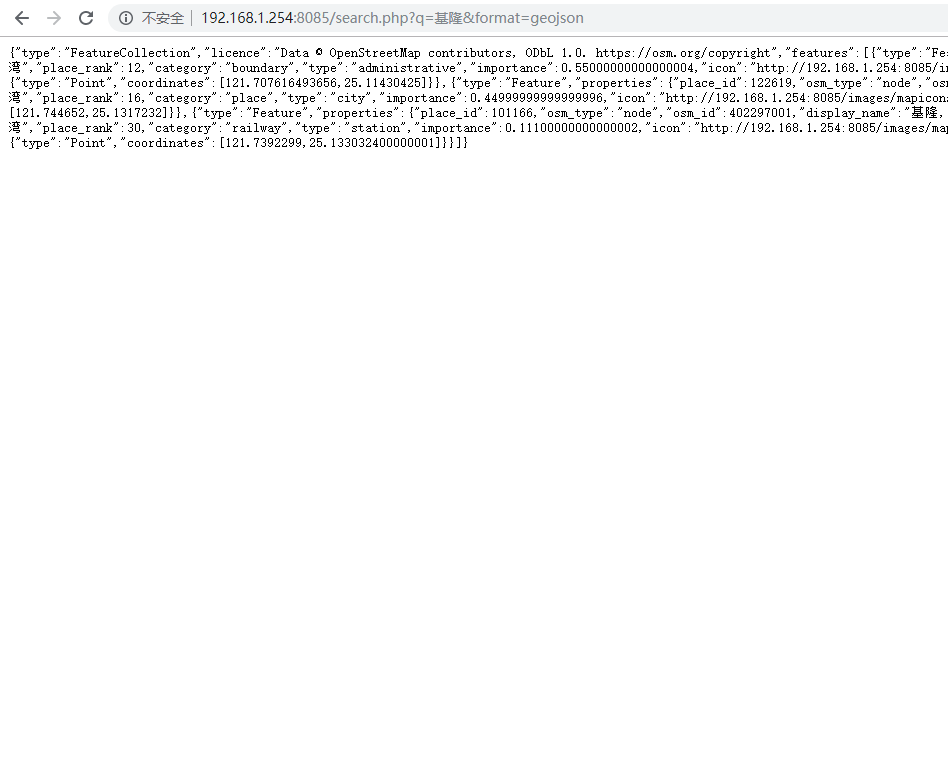 不安全 192.168.1.254:8085/search.php?q=基隆&format=geojson
{"type":"FeatureCollection","licence":"Data © OpenStreetMap contributors, ODbL 1.0. https://osm.org/copyright","features":[{"type":"Fe
湾","place_rank":12,"category":"boundary","type":"administrative","importance":0.55000000000000004,"icon":"http://192.168.1.254:8085/i
{"type":"Point","coordinates":[121.707616493656,25.11430425]}},{"type":"Feature","properties":{"place_id":122619,"osm_type":"node","os
湾","place_rank":16,"category":"place","type":"city","importance":0.44999999999999996,"icon":"http://192.168.1.254:8085/images/mapicon
[121.744652,25.1317232]}},{"type":"Feature","properties":{"place_id":101166,"osm_type":"node","osm_id":402297001,"display_name":"基隆,
湾","place_rank":30,"category":"railway","type":"station","importance":0.11100000000000002,"icon":"http://192.168.1.254:8085/images/ma
{"type":"Point","coordinates":[121.7392299,25.133032400000001]}}]}